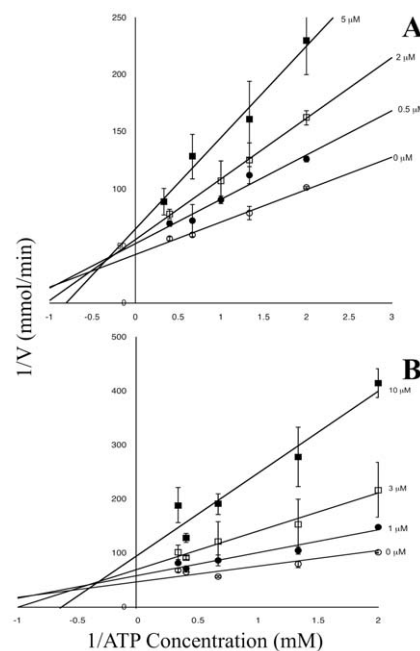 A
250
5 µM
2 µM
200
0.5 µM
150
0 µM
100
50
0
-1
-0.5
0
0.5
1
1.5
2
2.5
3
1/V (mmol/min)
B
500
400
10 µM
300
200
3 µM
1 µM
100
0 µM
0
-1
-0.5
0
0.5
1
1.5
2
1/ATP Concentration (mM)